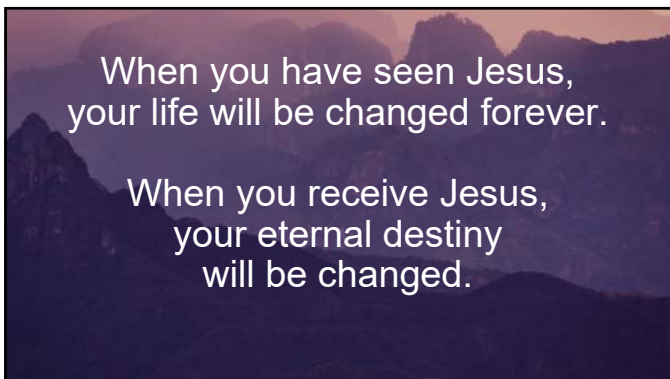 When you have seen Jesus,
your life will be changed forever.
When you receive Jesus,
your eternal destiny
will be changed.